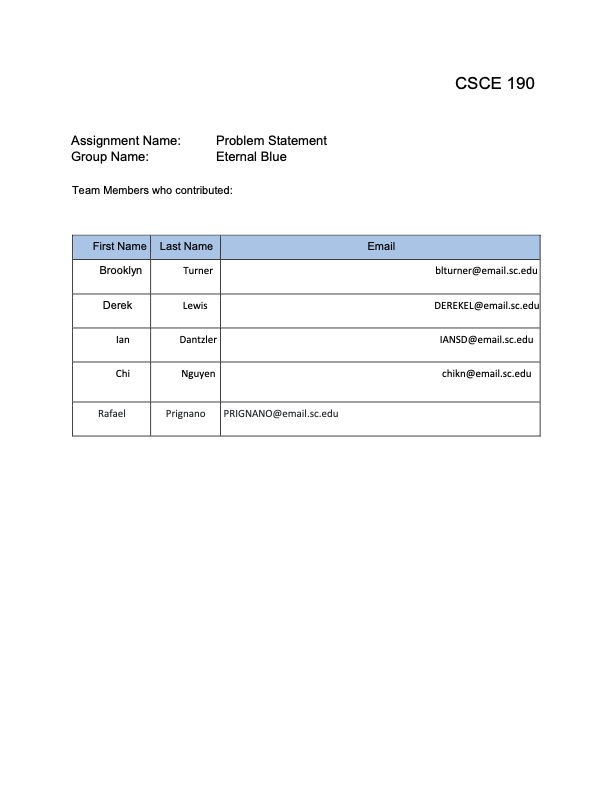 CSCE 190
Assignment Name: Problem Statement
Group Name: Eternal Blue
Team Members who contributed:
First Name Last Name Email
Brooklyn Turner blturner@email.sc.edu
Derek Lewis DEREKEL@email.sc.edu
Ian Dantzler IANSD@email.sc.edu
Chi Nguyen chikn@email.sc.edu
Rafael Prignano PRIGNANO@email.sc.edu